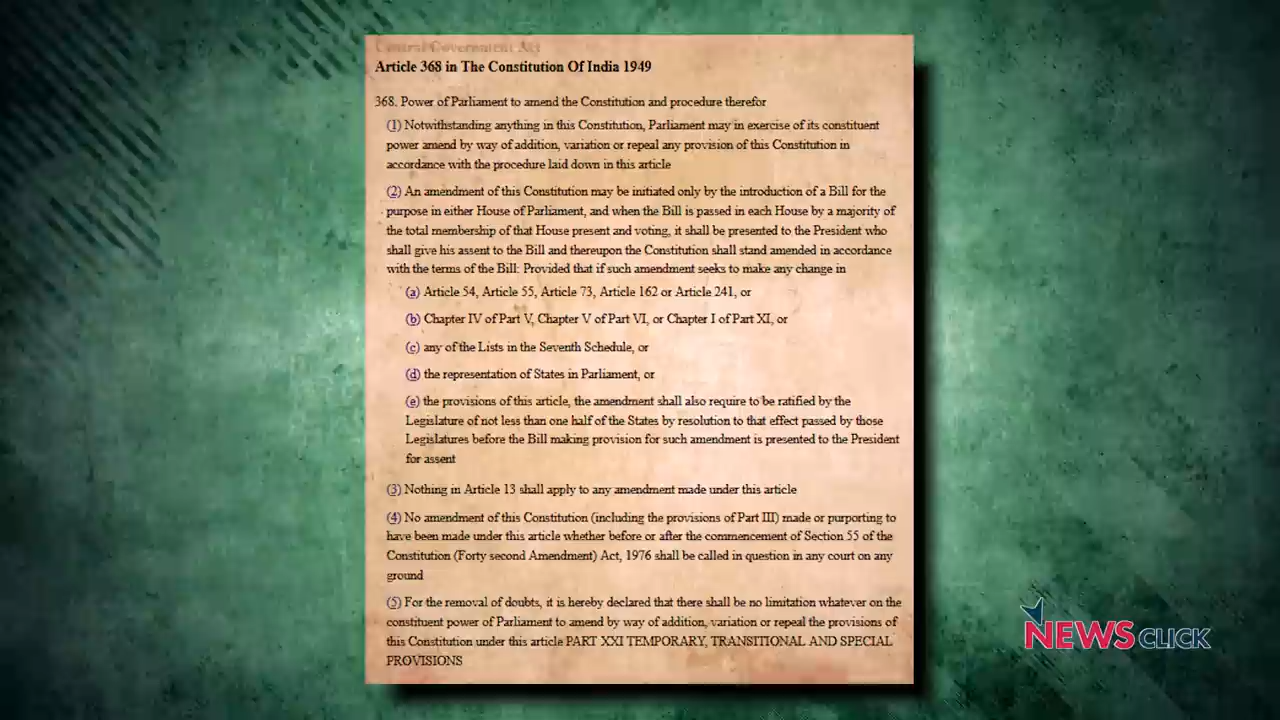 Central Government Act
Article 368 in The Constitution Of India 1949
368. Power of Parliament to amend the Constitution and procedure therefor
(1) Notwithstanding anything in this Constitution, Parliament may in exercise of its constituent
power amend by way of addition, variation or repeal any provision of this Constitution in
accordance with the procedure laid down in this article
(2) An amendment of this Constitution may be initiated only by the introduction of a Bill for the
purpose in either House of Parliament, and when the Bill is passed in each House by a majority of
the total membership of that House present and voting, it shall be presented to the President who
shall give his assent to the Bill and thereupon the Constitution shall stand amended in accordance
with the terms of the Bill: Provided that if such amendment seeks to make any change in
(a) Article 54, Article 55, Article 73, Article 162 or Article 241, or
(b) Chapter IV of Part V, Chapter V of Part VI, or Chapter I of Part XI, or
(c) any of the Lists in the Seventh Schedule, or
(d) the representation of States in Parliament, or
(e) the provisions of this article, the amendment shall also require to be ratified by the
Legislature of not less than one half of the States by resolution to that effect passed by those
Legislatures before the Bill making provision for such amendment is presented to the President
for assent
(3) Nothing in Article 13 shall apply to any amendment made under this article
(4) No amendment of this Constitution (including the provisions of Part III) made or purporting to
have been made under this article whether before or after the commencement of Section 55 of the
Constitution (Forty second Amendment) Act, 1976 shall be called in question in any court on any
ground
(5) For the removal of doubts, it is hereby declared that there shall be no limitation whatever on the
constituent power of Parliament to amend by way of addition, variation or repeal the provisions of
this Constitution under this article PART XXI TEMPORARY, TRANSITIONAL AND SPECIAL
PROVISIONS
NEWSCLICK